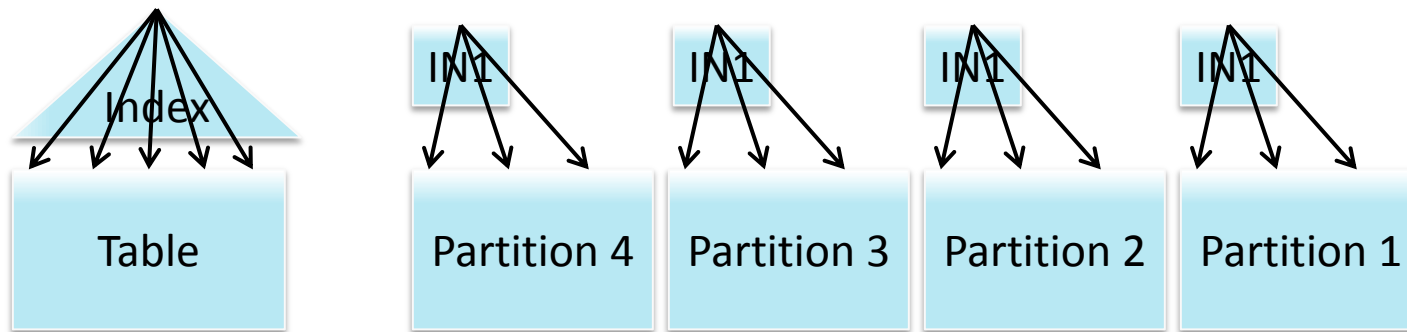 Index
IN1
IN1
IN1
IN1
Table
Partition 4
Partition 3
Partition 2
Partition 1